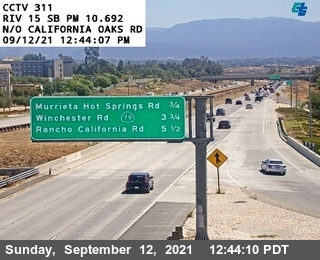 CCTV 311
RIV 15 SB PM 10.692
N/O CALIFORNIA OAKS RD
09/12/21 12:44:07 PM
Murrieta Hot Springs Rd 3/4
Winchester Rd 79 3 3/4
Rancho California Rd 5 1/2
Sunday, September 12, 2021 12:44:10 PDT